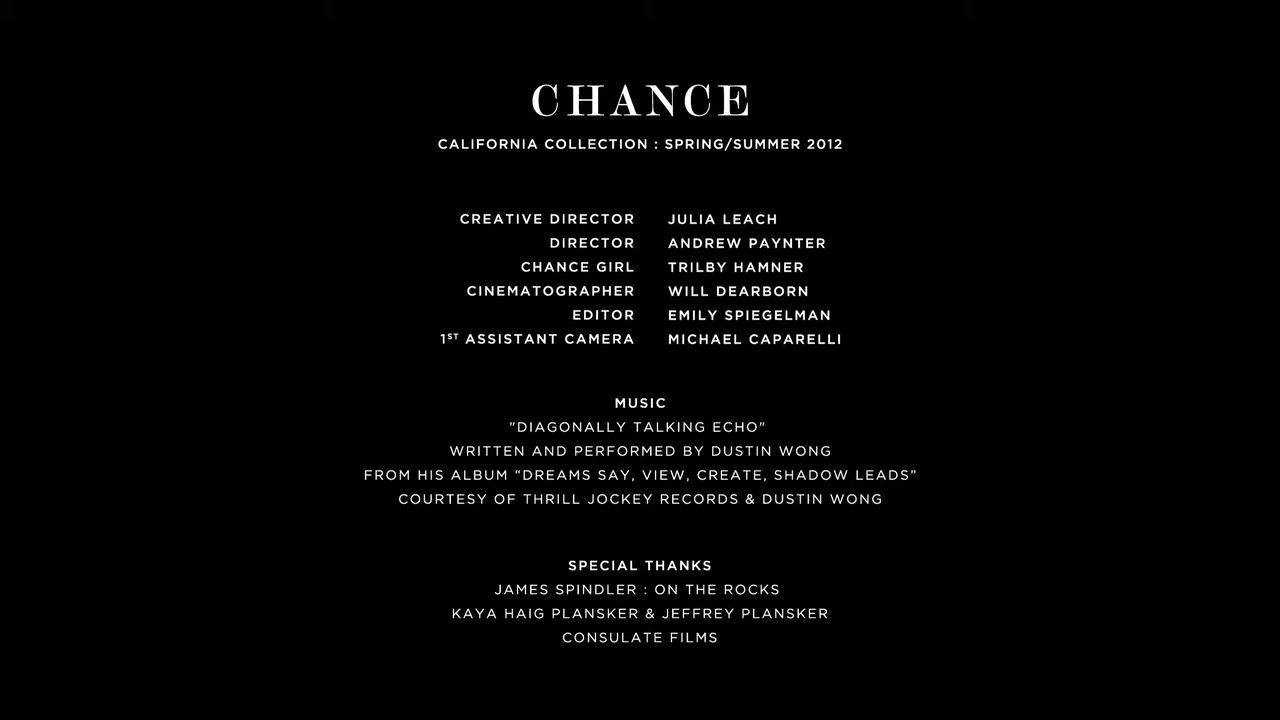 CHANCE
CALIFORNIA COLLECTION : SPRING/SUMMER 2012
CREATIVE DIRECTOR JULIA LEACH
DIRECTOR ANDREW PAYNTER
CHANCE GIRL TRILBY HAMNER
CINEMATOGRAPHER WILL DEARBORN
EDITOR EMILY SPIEGELMAN
1ST ASSISTANT CAMERA MICHAEL CAPARELLI
MUSIC
"DIAGONALLY TALKING ECHO"
WRITTEN AND PERFORMED BY DUSTIN WONG
FROM HIS ALBUM “DREAMS SAY, VIEW, CREATE, SHADOW LEADS”
COURTESY OF THRILL JOCKEY RECORDS & DUSTIN WONG
SPECIAL THANKS
JAMES SPINDLER : ON THE ROCKS
KAYA HAIG PLANSKER & JEFFREY PLANSKER
CONSULATE FILMS